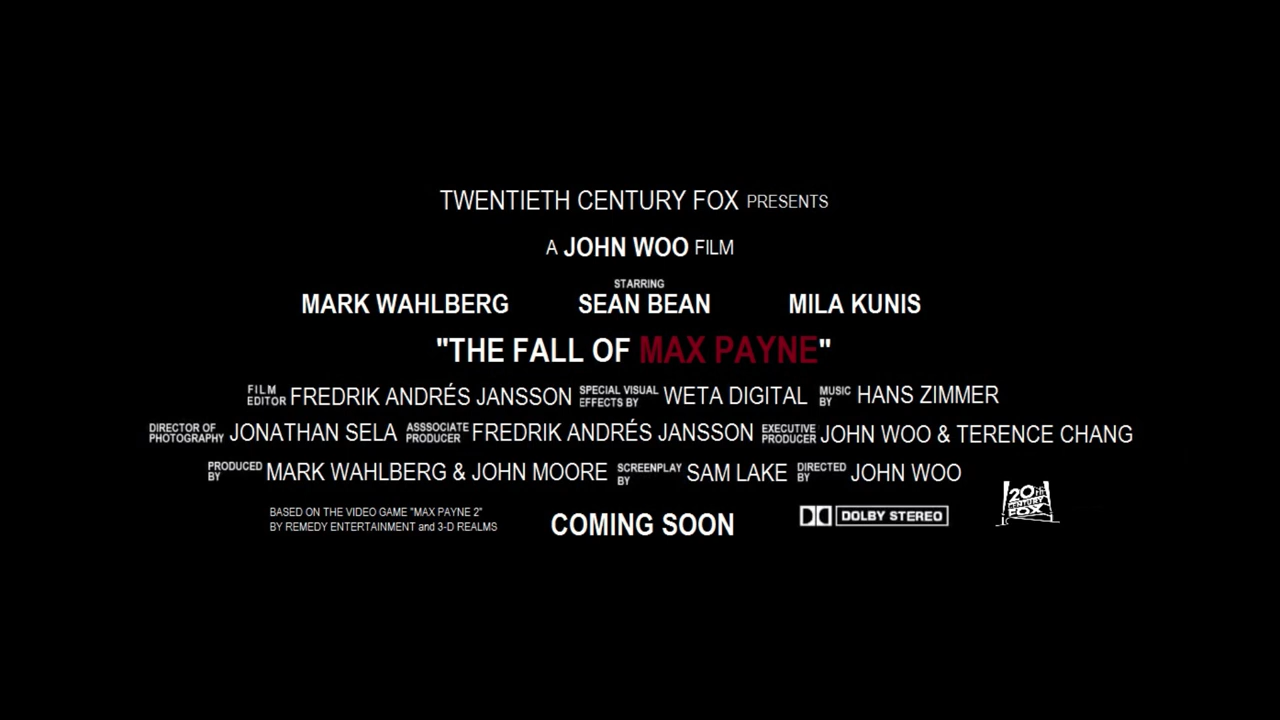 TWENTIETH CENTURY FOX PRESENTS
A JOHN WOO FILM
STARRING
MARK WAHLBERG SEAN BEAN MILA KUNIS
"THE FALL OF MAX PAYNE"
FILM EDITOR FREDRIK ANDRÉS JANSSON SPECIAL VISUAL EFFECTS BY WETA DIGITAL MUSIC BY HANS ZIMMER
DIRECTOR OF PHOTOGRAPHY JONATHAN SELA ASSSOCIATE PRODUCER FREDRIK ANDRÉS JANSSON EXECUTIVE PRODUCER JOHN WOO & TERENCE CHANG
PRODUCED BY MARK WAHLBERG & JOHN MOORE SCREENPLAY BY SAM LAKE DIRECTED BY JOHN WOO
BASED ON THE VIDEO GAME "MAX PAYNE 2"
BY REMEDY ENTERTAINMENT and 3-D REALMS
COMING SOON
DOLBY STEREO
20th CENTURY FOX